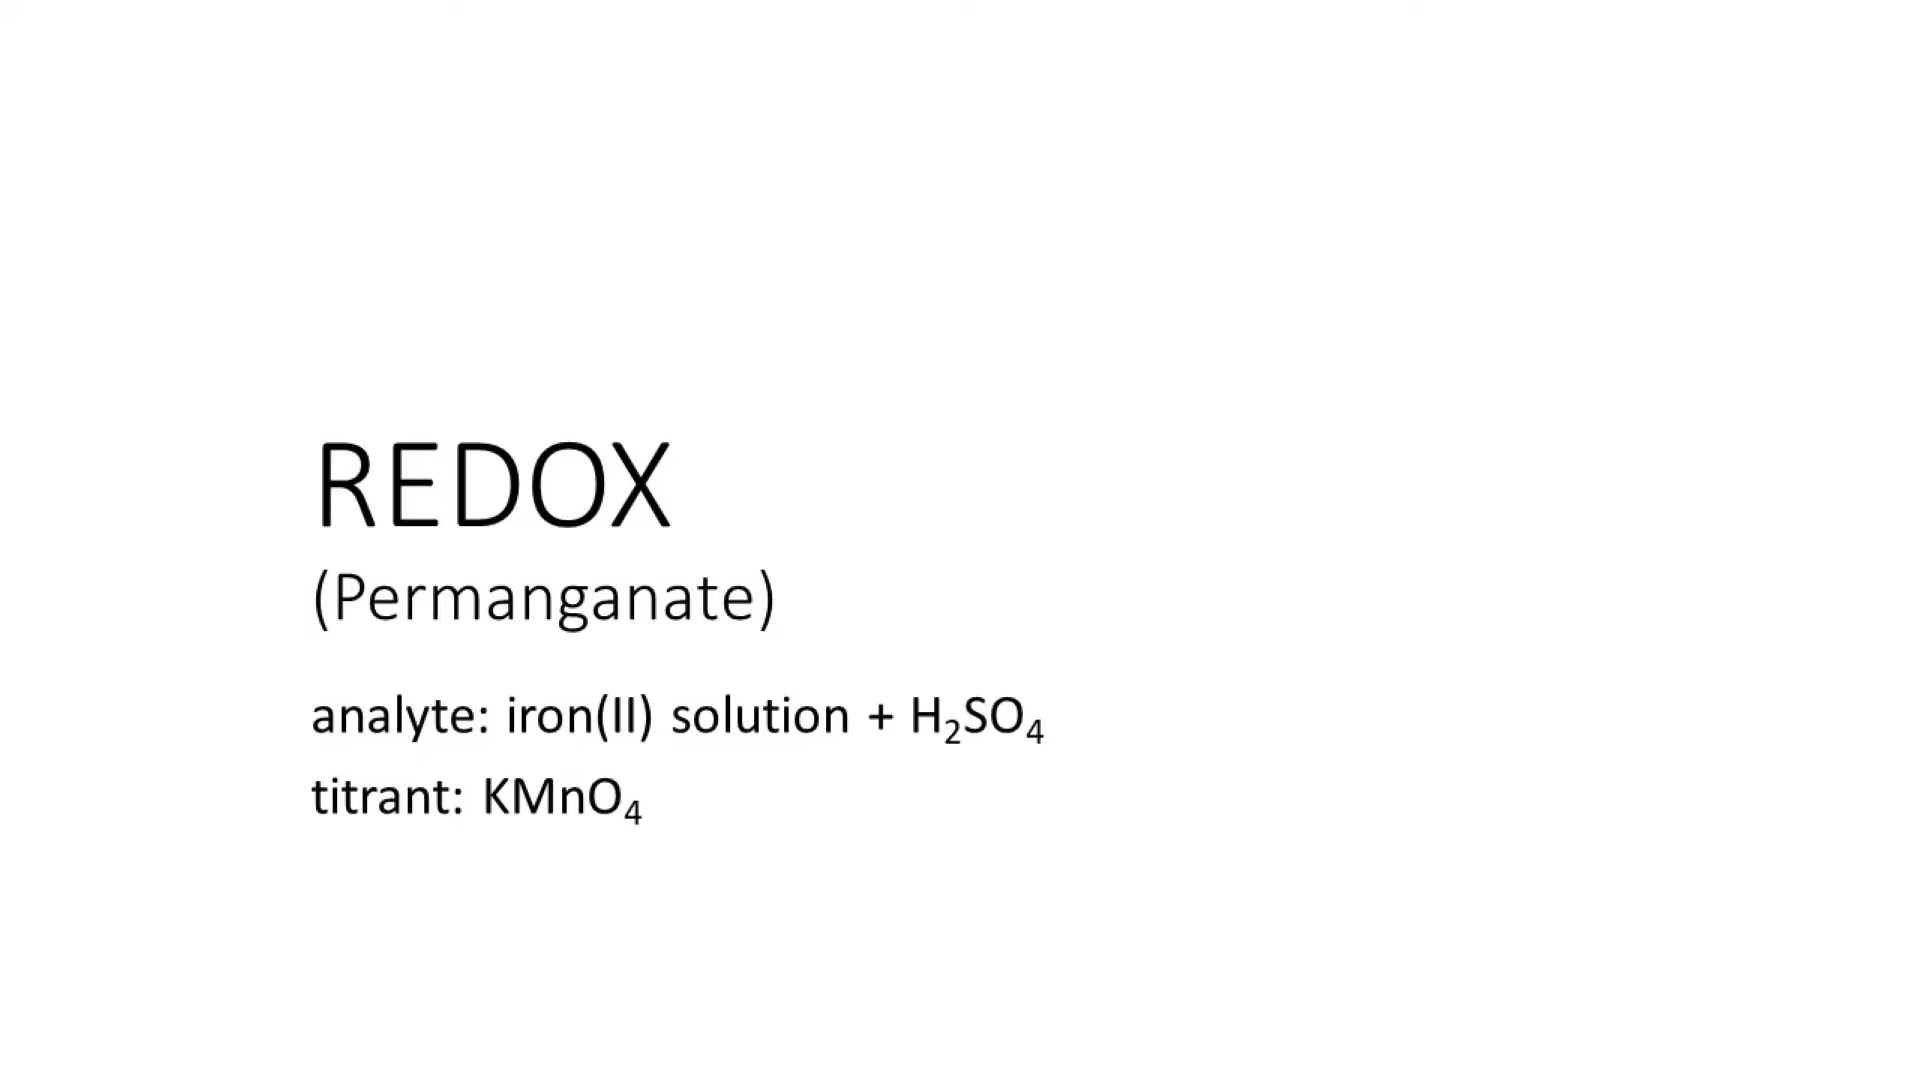 REDOX
(Permanganate)
analyte: iron(II) solution + H₂SO₄
titrant: KMnO₄